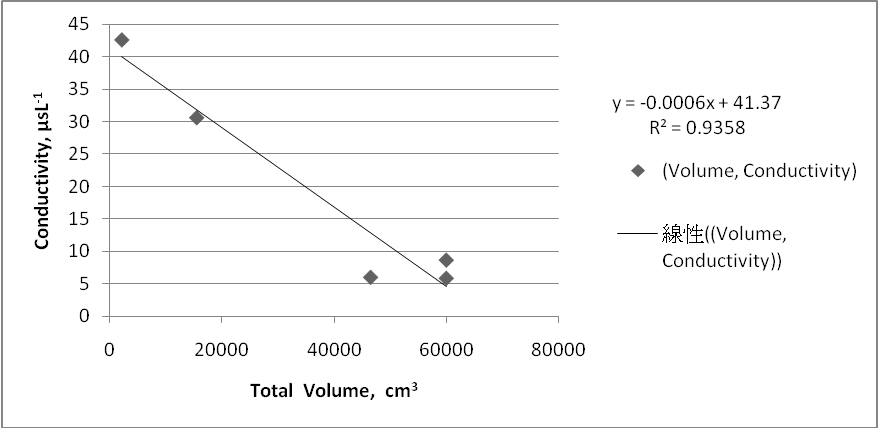 45
40
35
30
25
20
15
10
5
0
Conductivity, µsL⁻¹
0 20000 40000 60000 80000
Total Volume, cm³
y = -0.0006x + 41.37
R² = 0.9358
(Volume, Conductivity)
線性((Volume,
Conductivity))